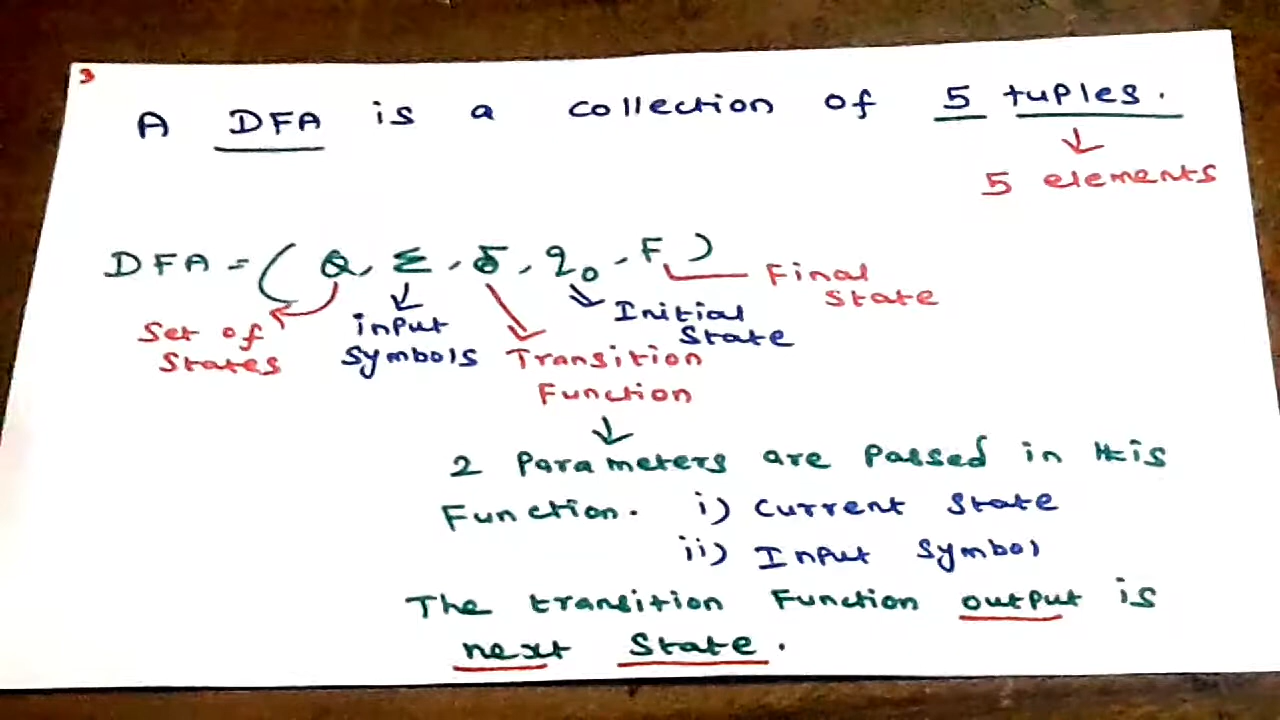 3
A DFA is a collection of 5 tuples.
5 elements
DFA = ( Q, Σ, δ, q0, F )
Set of States
input symbols
Transition Function
Initial State
Final State
2 Parameters are passed in this
Function. i) Current State
ii) Input Symbol
The transition Function output is
next State.